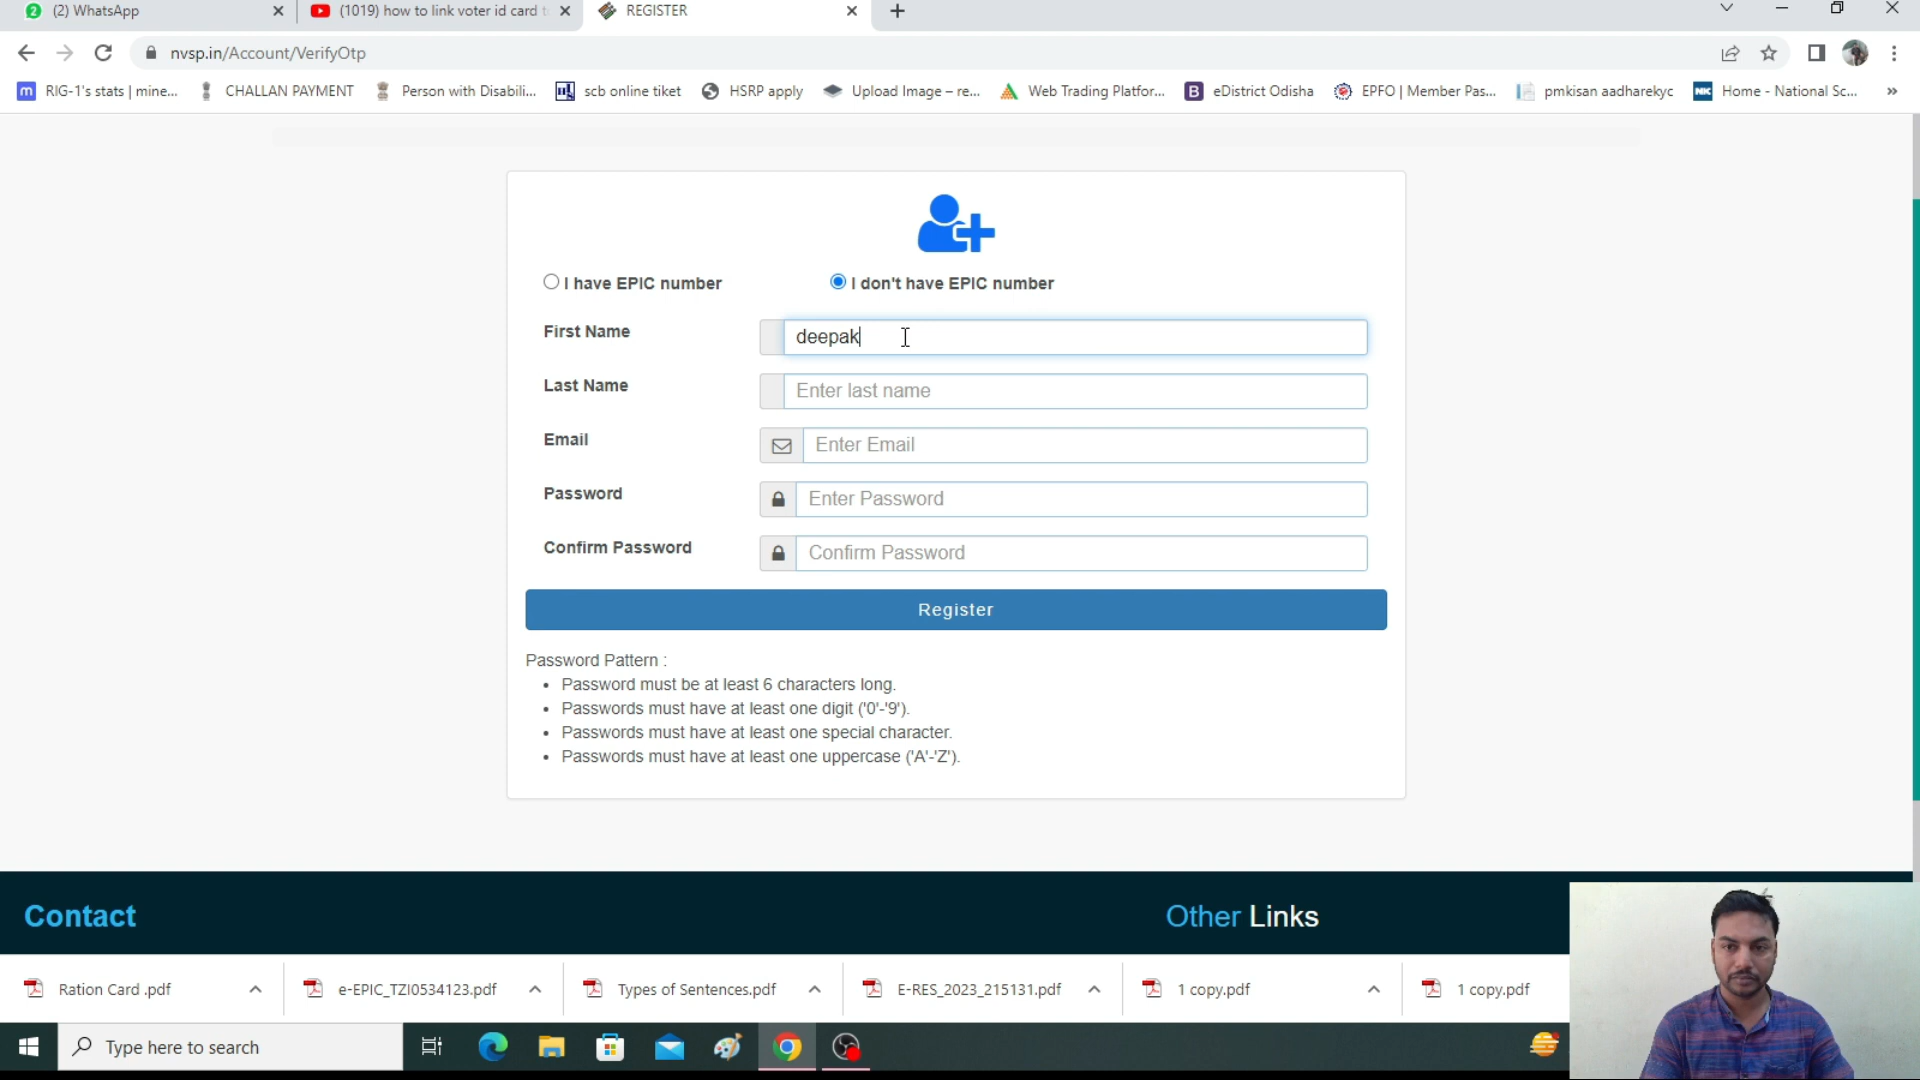 2 (2) WhatsApp
(1019) how to link voter id card t
REGISTER
nvsp.in/Account/VerifyOtp
m RIG-1's stats | mine...
CHALLAN PAYMENT
Person with Disabili...
scb online tiket
HSRP apply
Upload Image – re...
Web Trading Platfor...
B eDistrict Odisha
EPFO | Member Pas...
pmkisan aadharekyc
NK Home - National Sc...
»
I have EPIC number
I don't have EPIC number
First Name
deepak
Last Name
Enter last name
Email
Enter Email
Password
Enter Password
Confirm Password
Confirm Password
Register
Password Pattern :
• Password must be at least 6 characters long.
• Passwords must have at least one digit ('0'-'9').
• Passwords must have at least one special character.
• Passwords must have at least one uppercase ('A'-'Z').
Contact
Other Links
Ration Card .pdf
e-EPIC_TZI0534123.pdf
Types of Sentences.pdf
E-RES_2023_215131.pdf
1 copy.pdf
1 copy.pdf
Type here to search